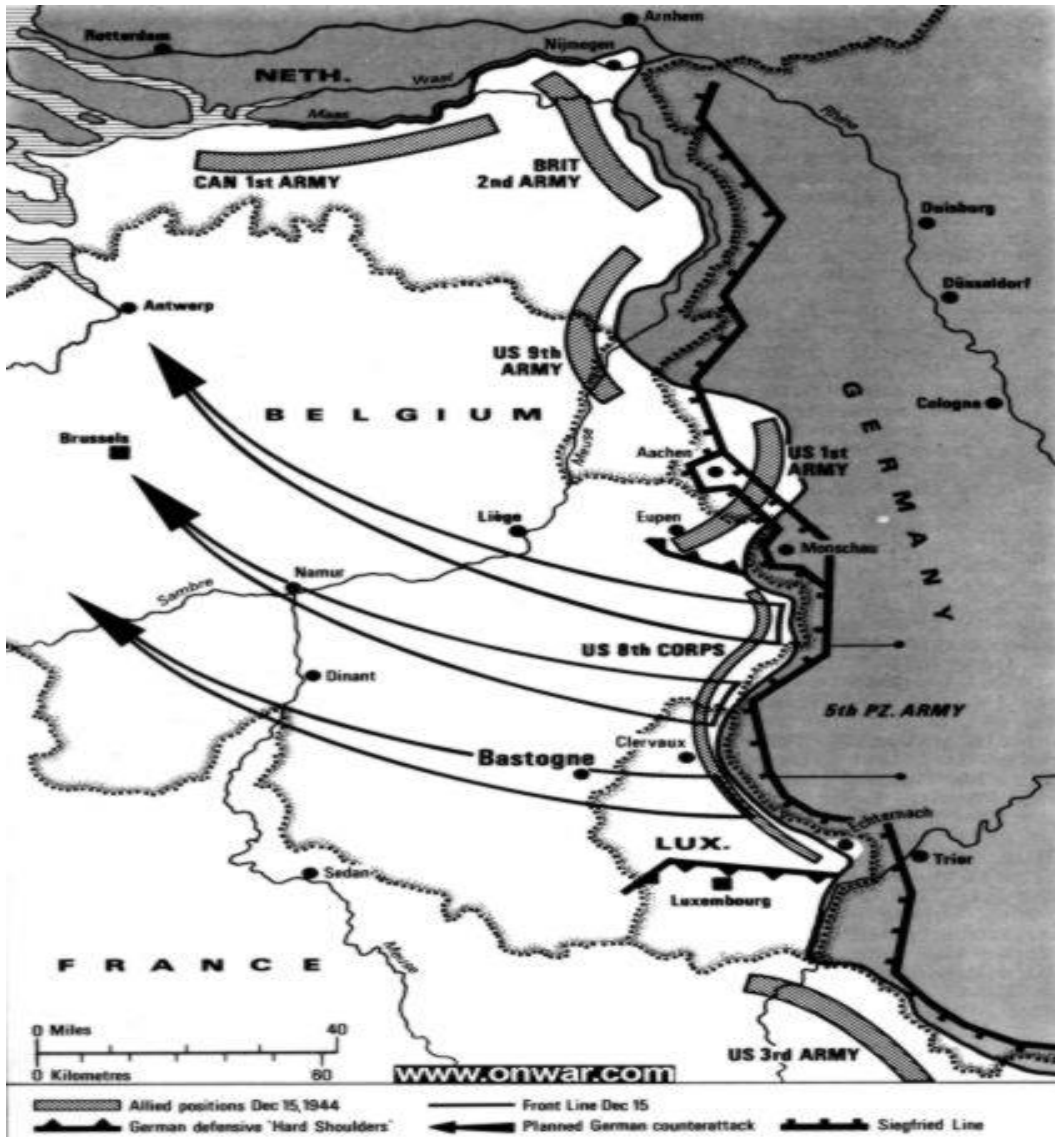 Arnhem
Rotterdam
Nijmegen
NETH.
Waal
Maas
Rhine
BRIT
2nd ARMY
CAN 1st ARMY
Duisburg
Düsseldorf
Antwerp
US 9th
ARMY
GERMANY
BELGIUM
Cologne
Brussels
Meuse
Aachen
US 1st
ARMY
Liège
Eupen
Monschau
Namur
Sambre
US 8th CORPS
Dinant
5th PZ. ARMY
Clervaux
Bastogne
Echternach
LUX.
Trier
Sedan
Luxembourg
Meuse
FRANCE
0 Miles 40
US 3rd ARMY
0 Kilometres 60
www.onwar.com
Allied positions Dec 15, 1944
Front Line Dec 15
German defensive 'Hard Shoulders'
Planned German counterattack
Siegfried Line